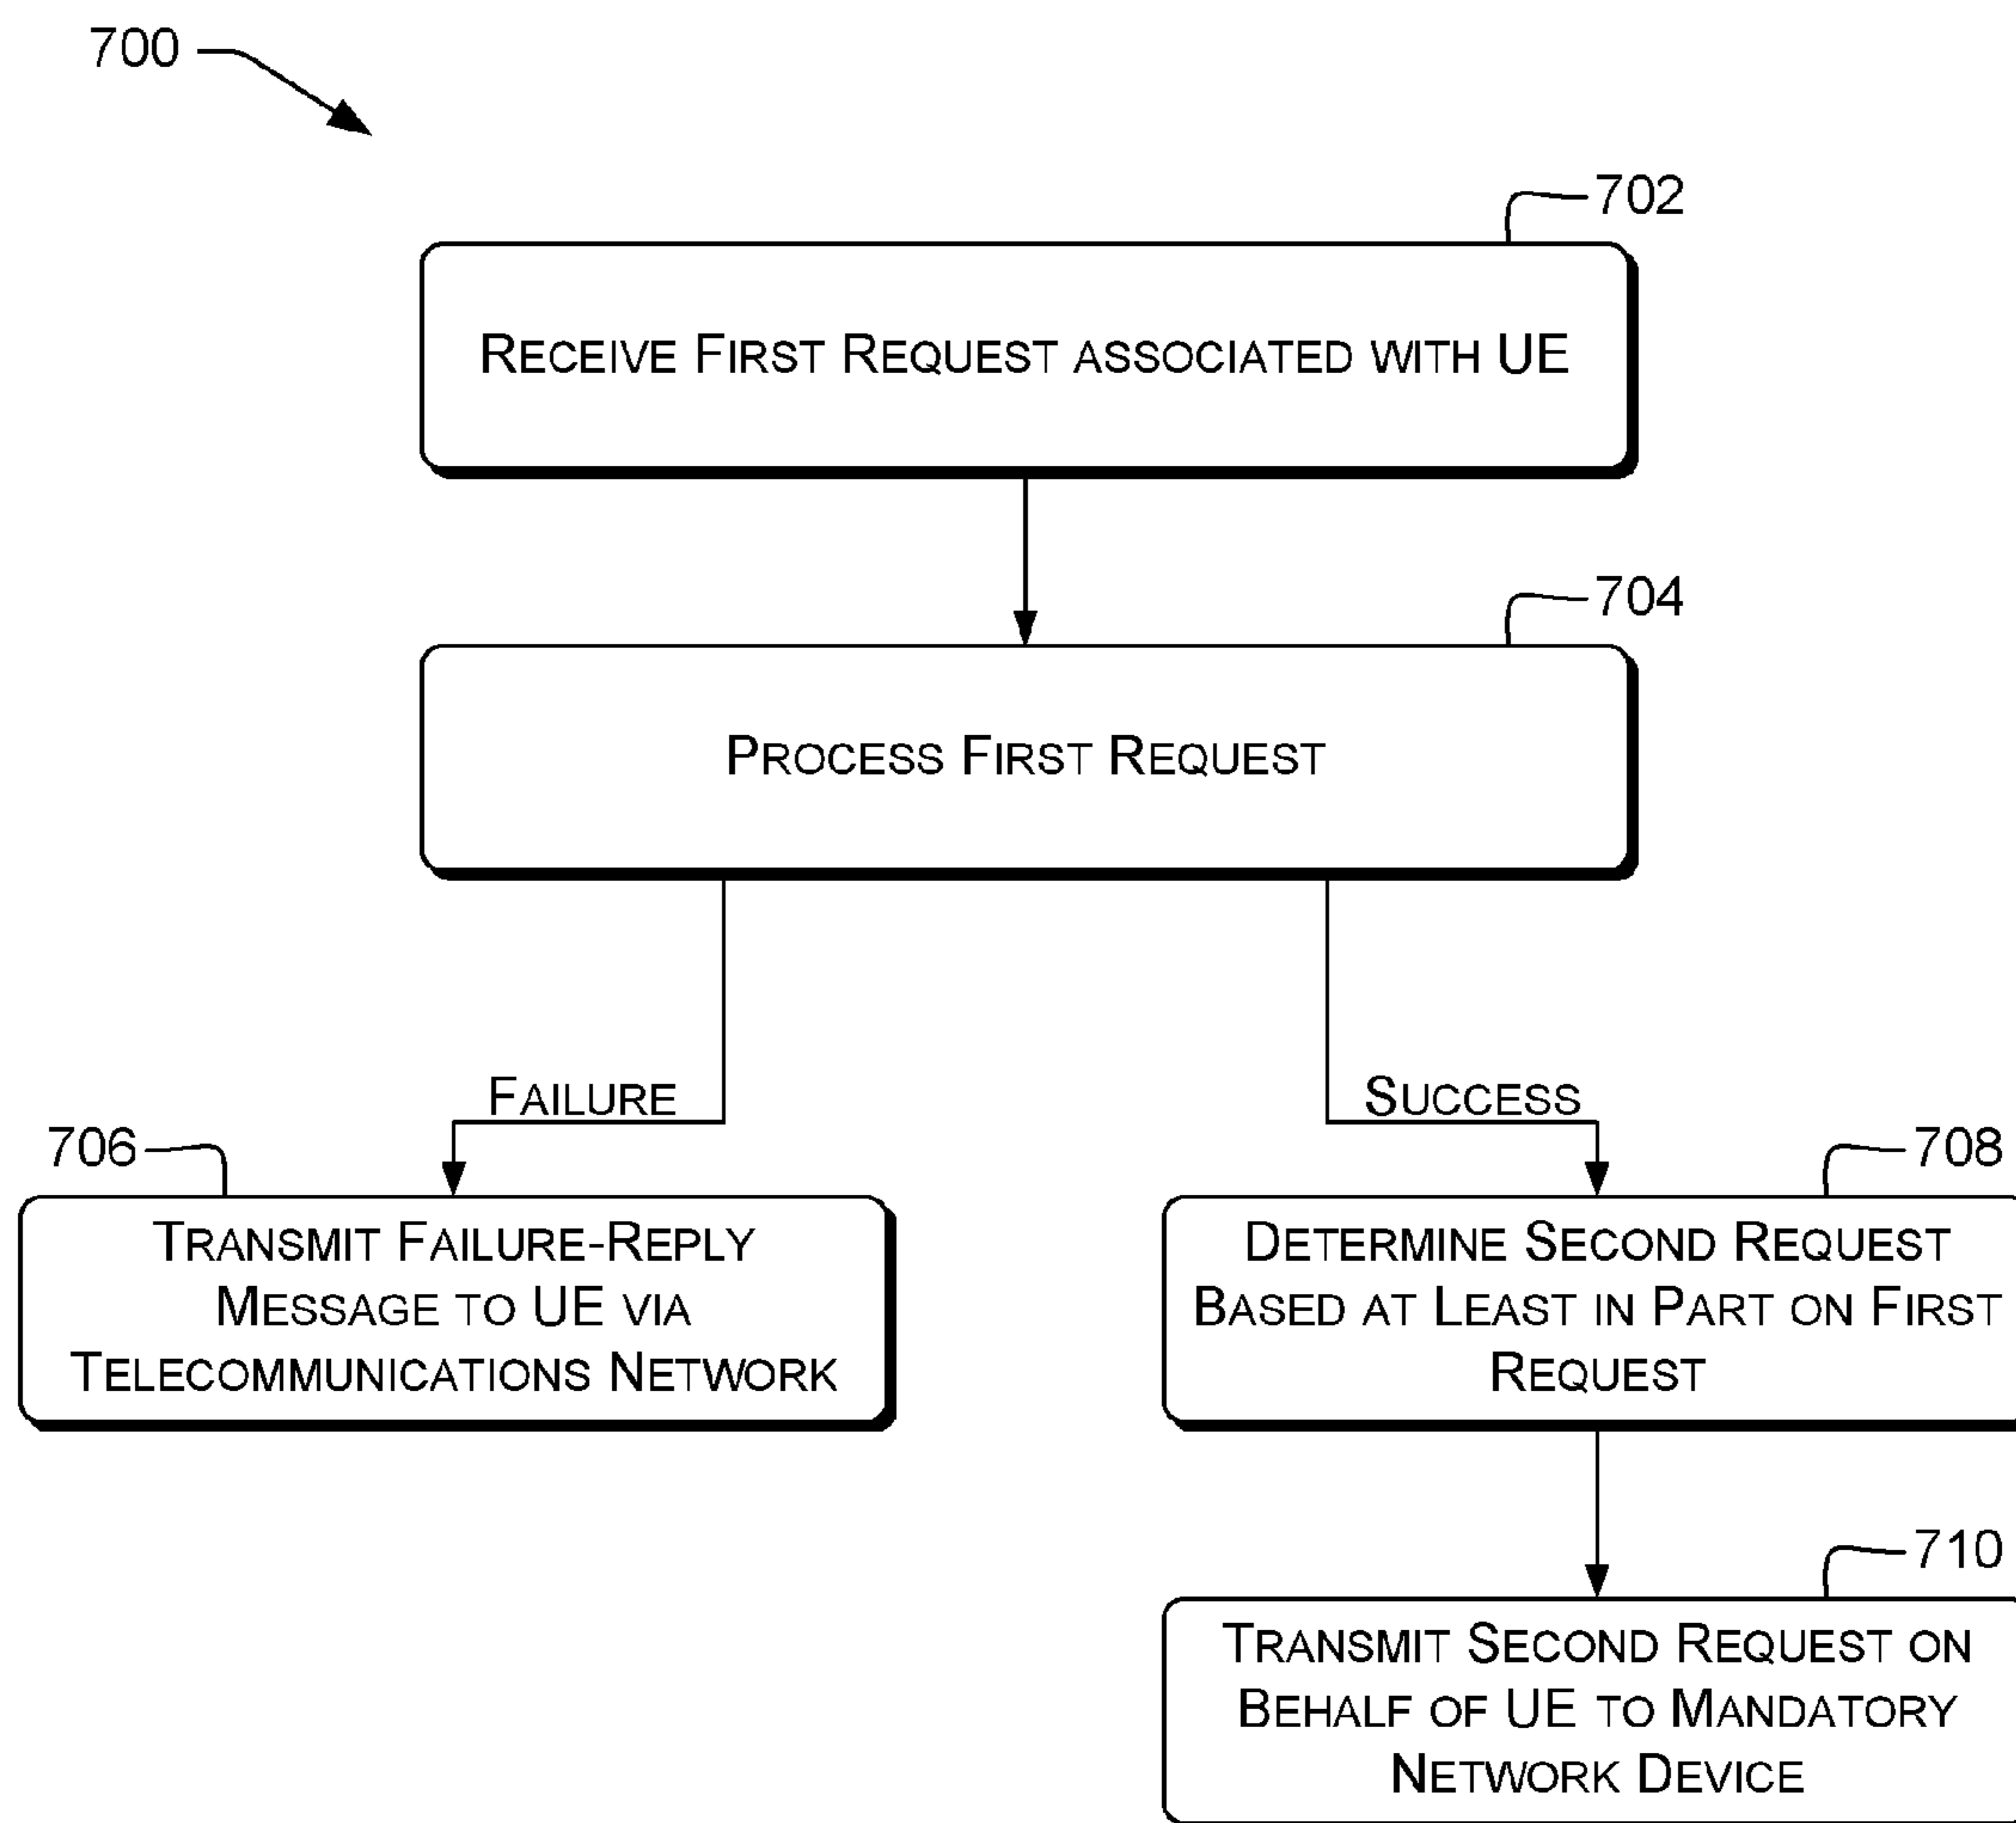 700
702
RECEIVE FIRST REQUEST ASSOCIATED WITH UE
704
PROCESS FIRST REQUEST
FAILURE
SUCCESS
706
TRANSMIT FAILURE-REPLY
MESSAGE TO UE VIA
TELECOMMUNICATIONS NETWORK
708
DETERMINE SECOND REQUEST
BASED AT LEAST IN PART ON FIRST
REQUEST
710
TRANSMIT SECOND REQUEST ON
BEHALF OF UE TO MANDATORY
NETWORK DEVICE